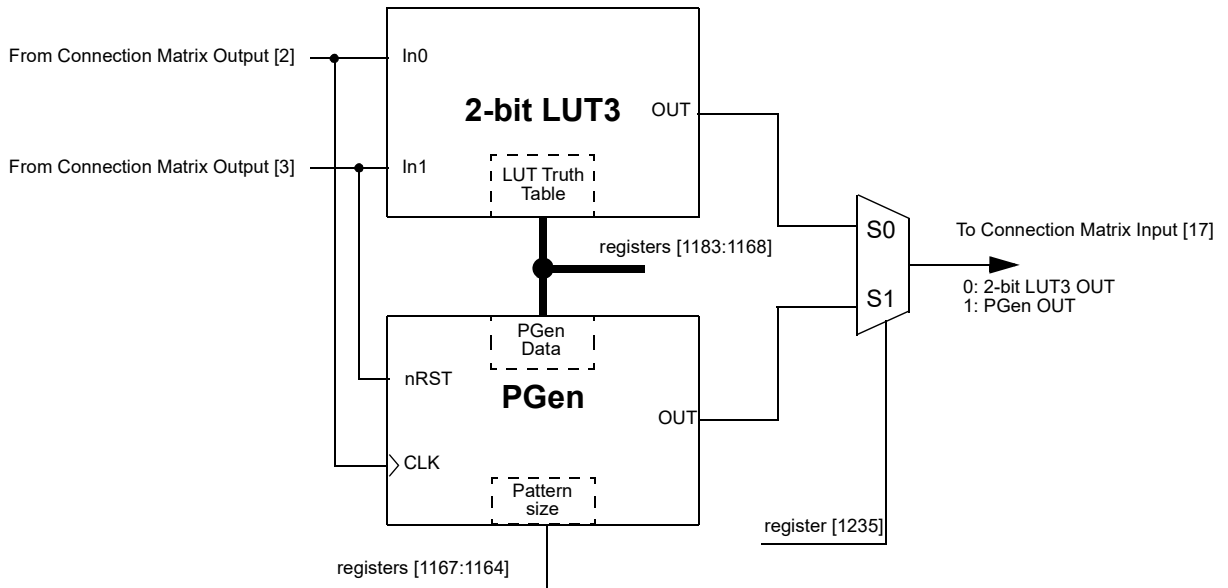 From Connection Matrix Output [2]
In0
2-bit LUT3
OUT
From Connection Matrix Output [3]
In1
LUT Truth
Table
registers [1183:1168]
S0
To Connection Matrix Input [17]
0: 2-bit LUT3 OUT
1: PGen OUT
S1
PGen
Data
nRST
PGen
OUT
CLK
Pattern
size
register [1235]
registers [1167:1164]